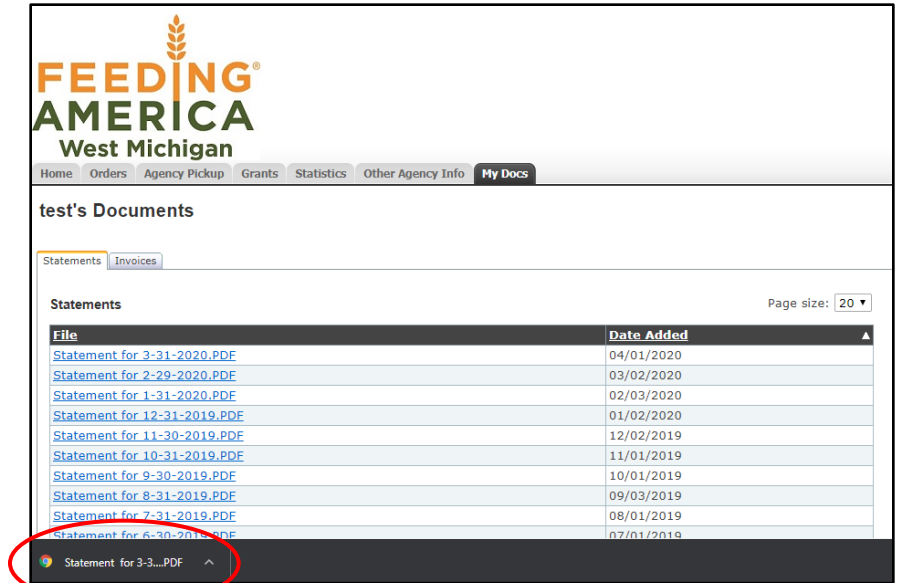 FEEDING®
AMERICA
West Michigan
Home Orders Agency Pickup Grants Statistics Other Agency Info My Docs
test's Documents
Statements Invoices
Statements Page size: 20
File Date Added
Statement for 3-31-2020.PDF 04/01/2020
Statement for 2-29-2020.PDF 03/02/2020
Statement for 1-31-2020.PDF 02/03/2020
Statement for 12-31-2019.PDF 01/02/2020
Statement for 11-30-2019.PDF 12/02/2019
Statement for 10-31-2019.PDF 11/01/2019
Statement for 9-30-2019.PDF 10/01/2019
Statement for 8-31-2019.PDF 09/03/2019
Statement for 7-31-2019.PDF 08/01/2019
Statement for 6-30-2019.PDF 07/01/2019
Statement for 3-3....PDF